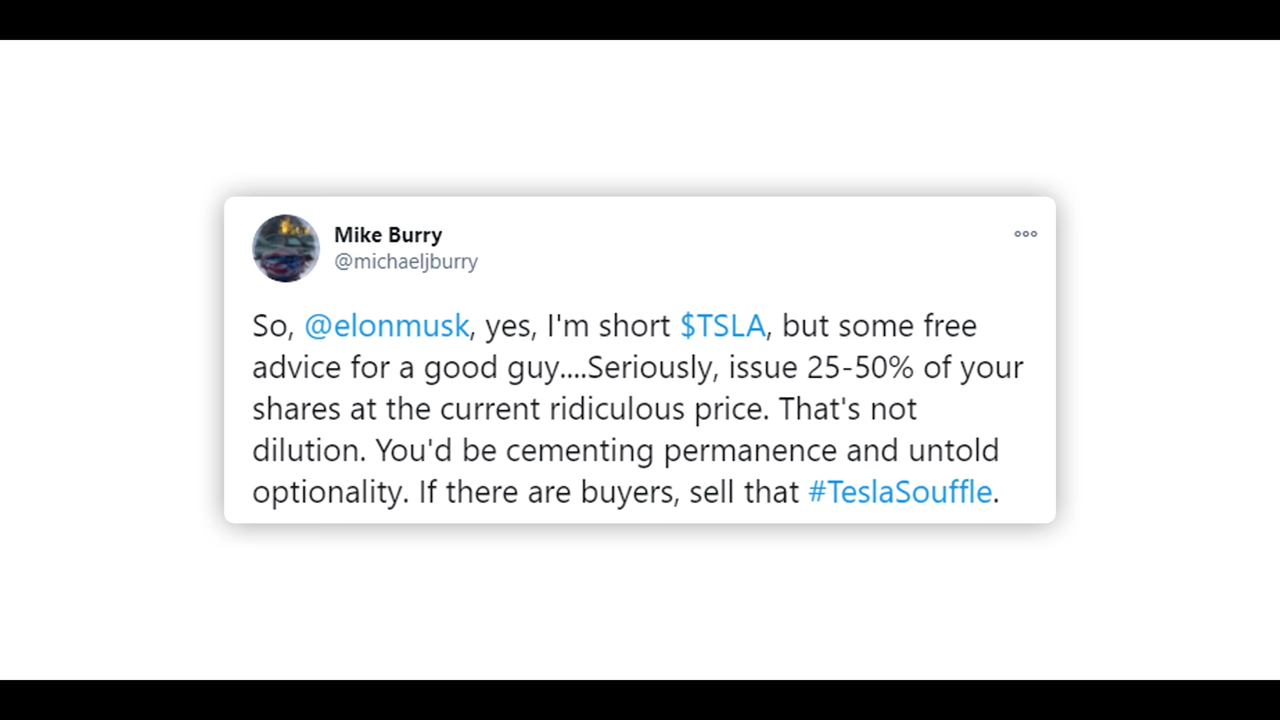 Mike Burry
@michaeljburry
So, @elonmusk, yes, I'm short $TSLA, but some free
advice for a good guy....Seriously, issue 25-50% of your
shares at the current ridiculous price. That's not
dilution. You'd be cementing permanence and untold
optionality. If there are buyers, sell that #TeslaSouffle.